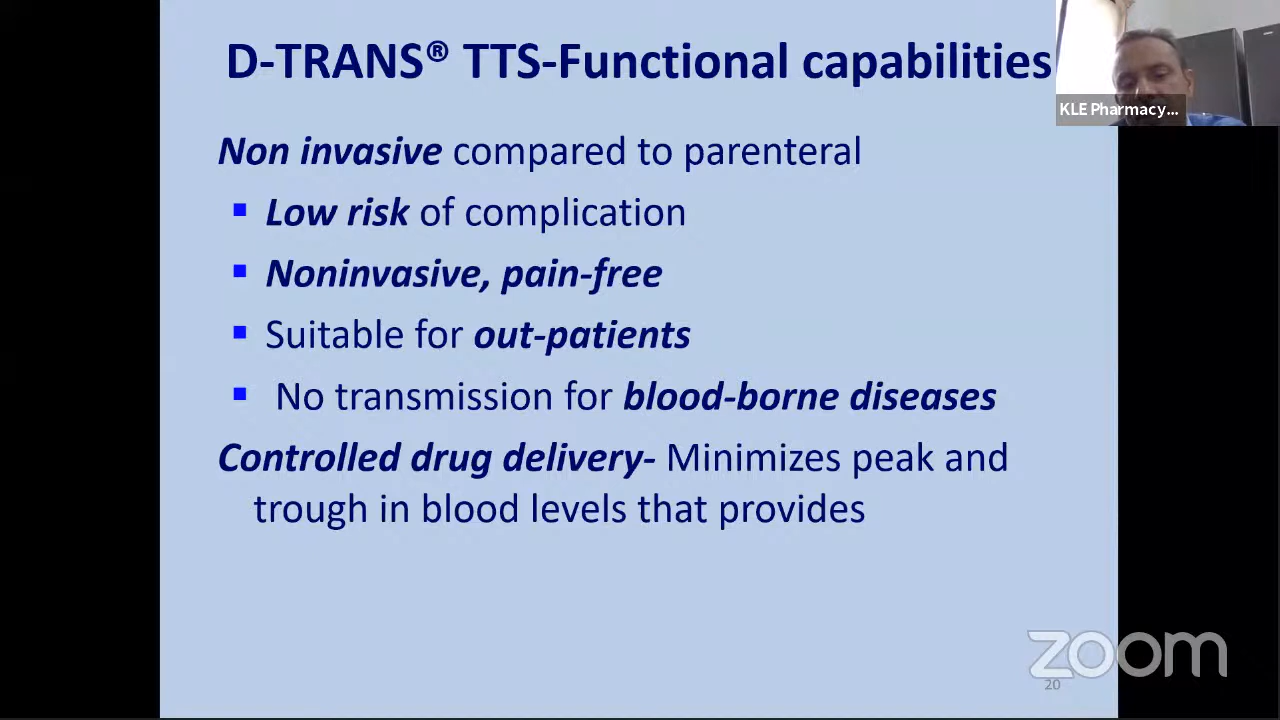 D-TRANS® TTS-Functional capabilities
KLE Pharmacy...
Non invasive compared to parenteral
▪ Low risk of complication
▪ Noninvasive, pain-free
▪ Suitable for out-patients
▪ No transmission for blood-borne diseases
Controlled drug delivery- Minimizes peak and
trough in blood levels that provides
zoom
20